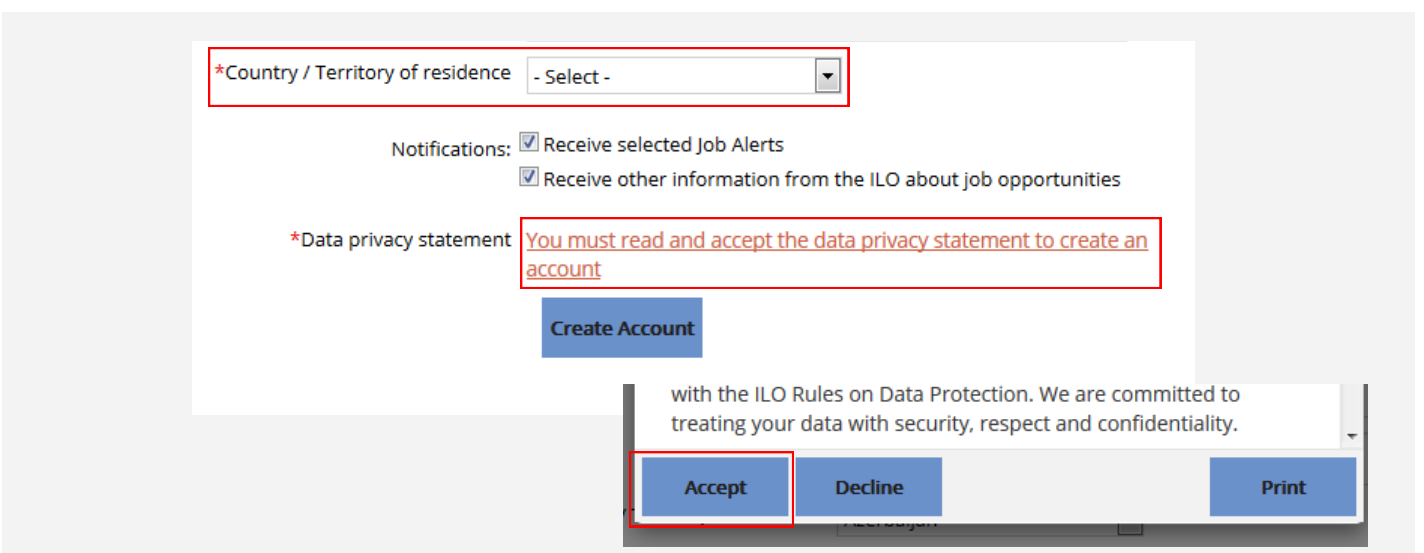 *Country / Territory of residence - Select -
Notifications: Receive selected Job Alerts
Receive other information from the ILO about job opportunities
*Data privacy statement You must read and accept the data privacy statement to create an
account
Create Account
with the ILO Rules on Data Protection. We are committed to
treating your data with security, respect and confidentiality.
Accept Decline Print
Azerbaijan